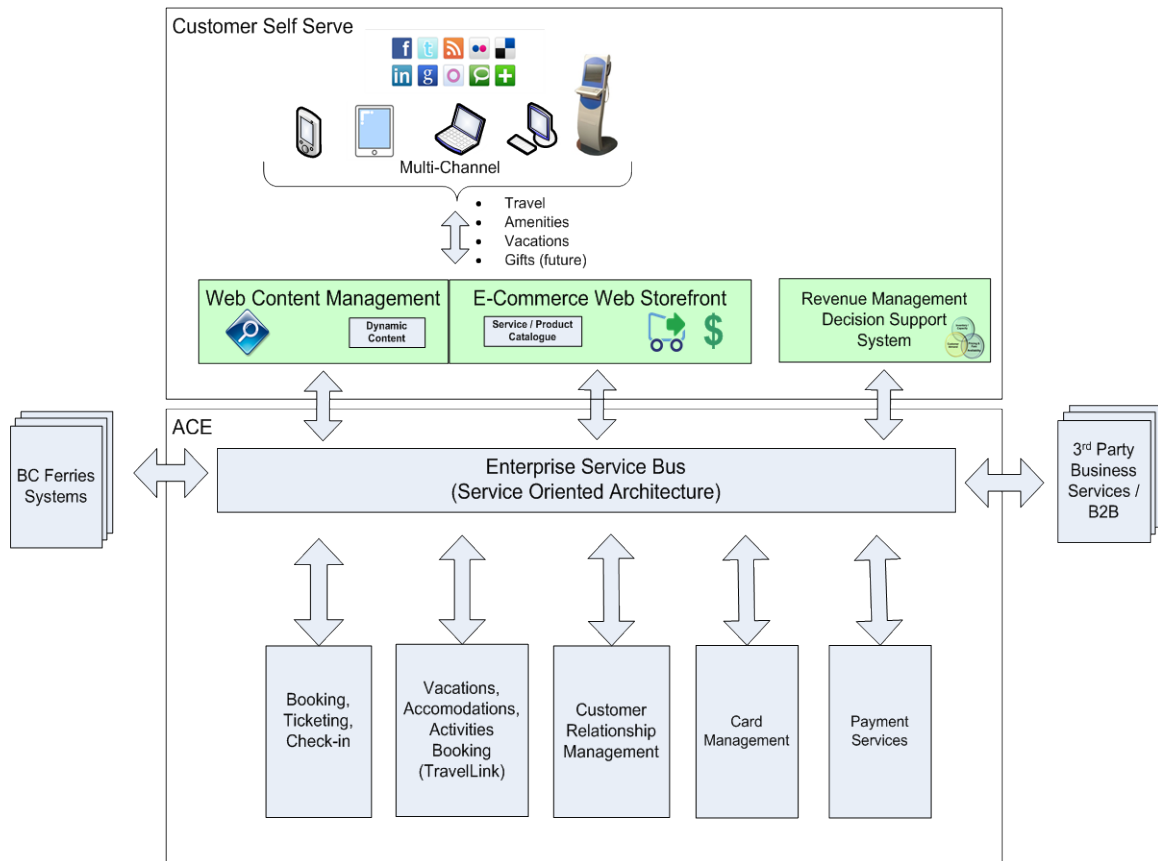 Customer Self Serve
f t
in g
Multi-Channel
• Travel
• Amenities
• Vacations
• Gifts (future)
Web Content Management
Dynamic
Content
E-Commerce Web Storefront
Service / Product
Catalogue
$
Revenue Management
Decision Support
System
ACE
BC Ferries
Systems
Enterprise Service Bus
(Service Oriented Architecture)
3rd Party
Business
Services /
B2B
Booking,
Ticketing,
Check-in
Vacations,
Accomodations,
Activities
Booking
(TravelLink)
Customer
Relationship
Management
Card
Management
Payment
Services